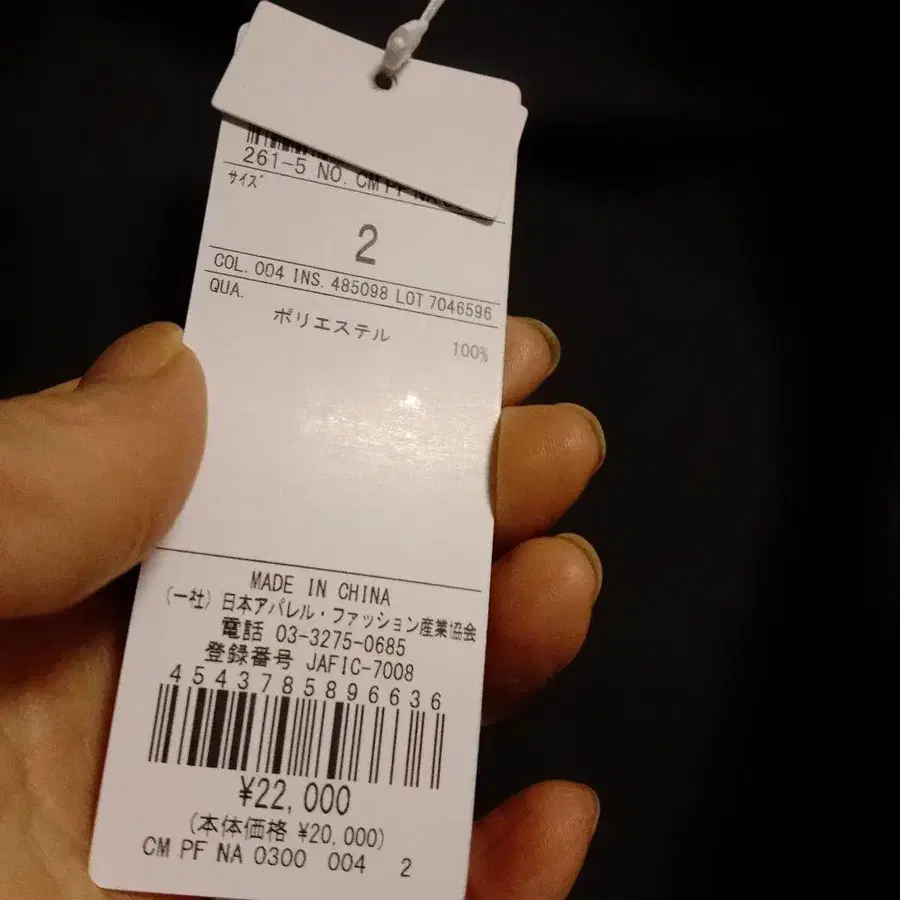 261-5 NO. CM PF NA
サイズ
2
COL. 004 INS. 485098 LOT 7046596
QUA.
ポリエステル 100%
MADE IN CHINA
(一社) 日本アパレル・ファッション産業協会
電話 03-3275-0685
登録番号 JAFIC-7008
4543785896636
¥22,000
(本体価格 ¥20,000)
CM PF NA 0300 004 2